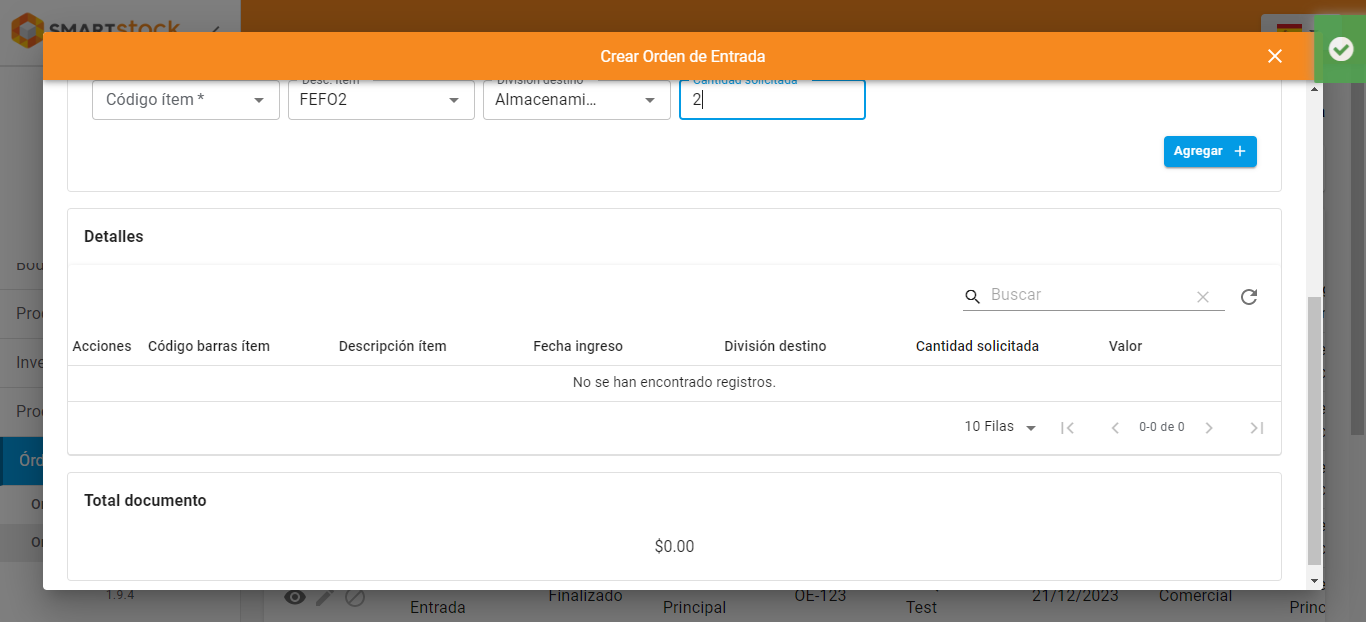 SMARTstock
Crear Orden de Entrada
Desc. ítem
División destino
Cantidad solicitada
Código ítem *
FEFO2
Almacenami...
2
Agregar
Detalles
Buscar
Acciones
Código barras ítem
Descripción ítem
Fecha ingreso
División destino
Cantidad solicitada
Valor
No se han encontrado registros.
10 Filas
0-0 de 0
Total documento
$0.00
Bod
Proc
Inve
Proc
Órd
1.9.4
Entrada
Finalizado
Principal
OE-123
Test
21/12/2023
Comercial
Princ